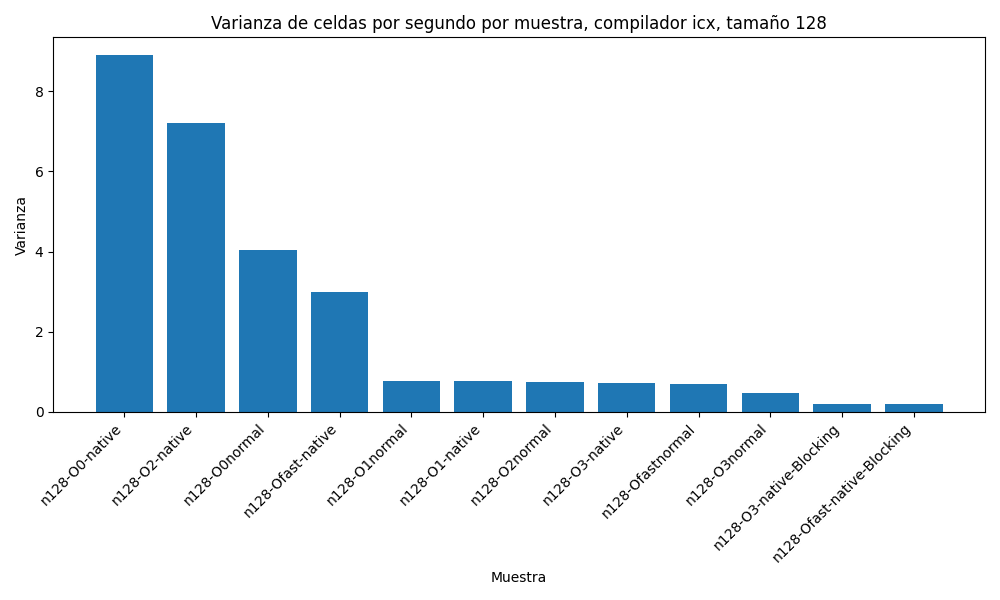 Varianza de celdas por segundo por muestra, compilador icx, tamaño 128
Varianza
8
6
4
2
0
n128-O0-native
n128-O2-native
n128-O0normal
n128-Ofast-native
n128-O1normal
n128-O1-native
n128-O2normal
n128-O3-native
n128-Ofastnormal
n128-O3normal
n128-O3-native-Blocking
n128-Ofast-native-Blocking
Muestra